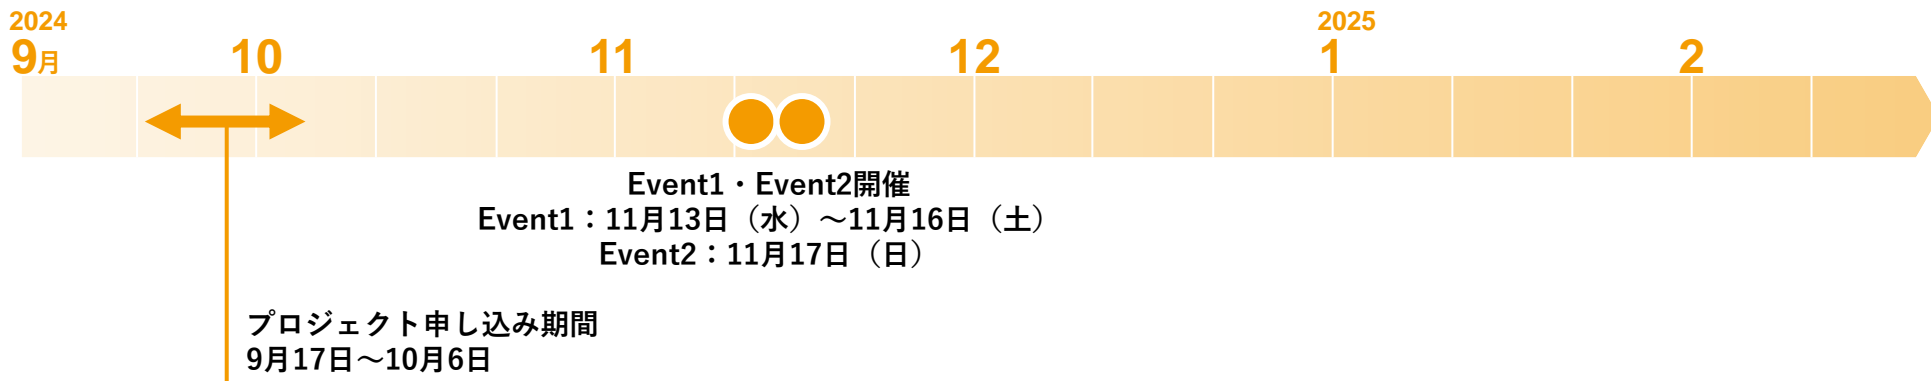 2024
2025
9月
10
11
12
1
2
Event1・Event2開催
Event1：11月13日（水）～11月16日（土）
Event2：11月17日（日）
プロジェクト申し込み期間
9月17日～10月6日